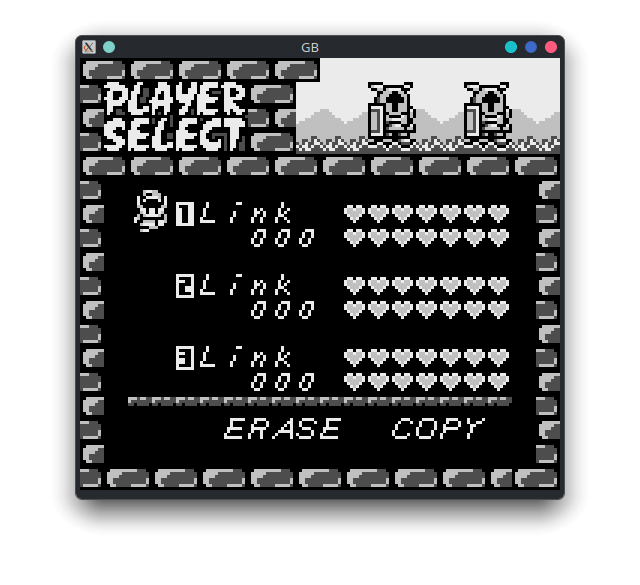 GB
PLAYER
SELECT
1 Link
000
2 Link
000
3 Link
000
ERASE COPY